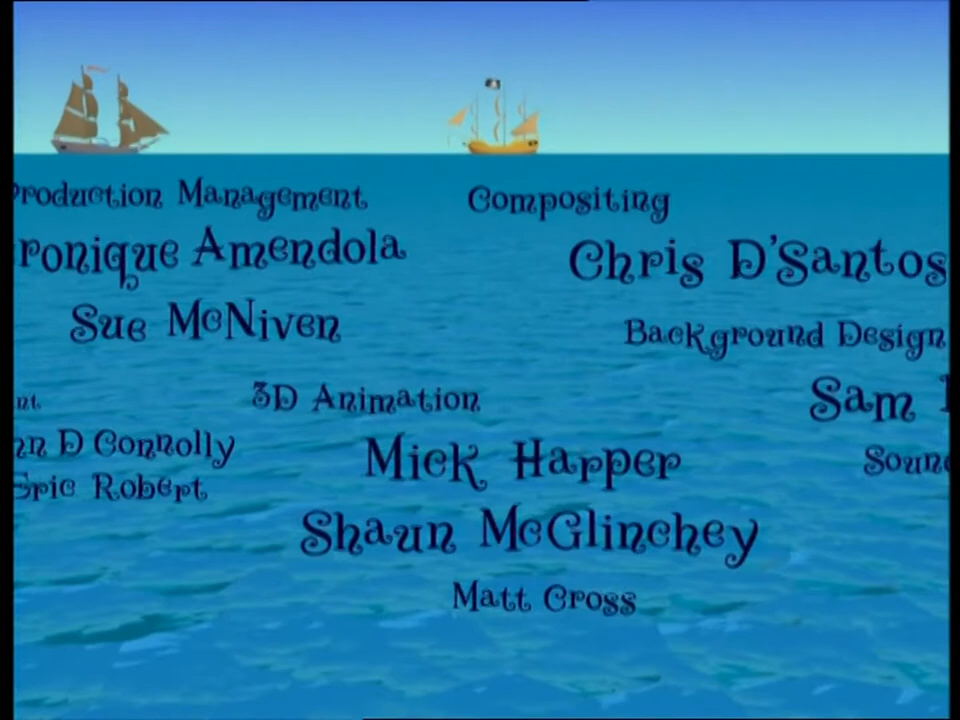 Production Management
ronique Amendola
Sue McNiven
Compositing
Chris D'Santos
Background Design
Sam
3D Animation
Mick Harper
Shaun McGlinchey
Matt Cross
nt
nn D Connolly
Eric Robert
Soun